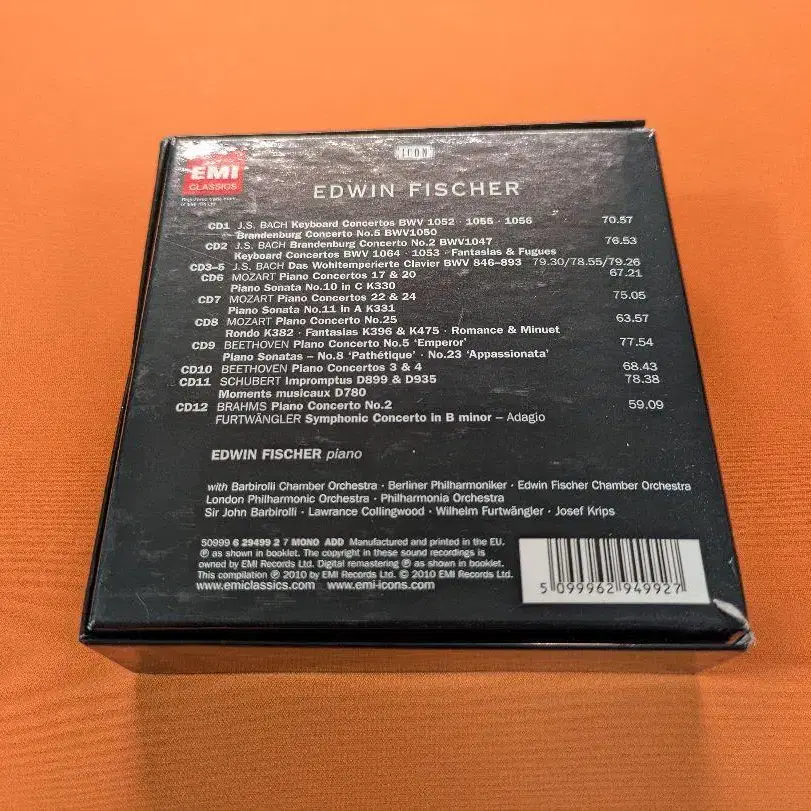 EMI
CLASSICS
ICON
EDWIN FISCHER
CD1 J.S. BACH Keyboard Concertos BWV 1052 · 1055 · 1056 70.57
Brandenburg Concerto No.5 BWV1050
CD2 J.S. BACH Brandenburg Concerto No.2 BWV1047 76.53
Keyboard Concertos BWV 1064 · 1053 · Fantasias & Fugues
CD3-5 J.S. BACH Das Wohltemperierte Clavier BWV 846–893 79.30/78.55/79.26
CD6 MOZART Piano Concertos 17 & 20 67.21
Piano Sonata No.10 in C K330
CD7 MOZART Piano Concertos 22 & 24 75.05
Piano Sonata No.11 in A K331
CD8 MOZART Piano Concerto No.25 63.57
Rondo K382 · Fantasias K396 & K475 · Romance & Minuet
CD9 BEETHOVEN Piano Concerto No.5 'Emperor' 77.54
Piano Sonatas – No.8 'Pathétique' · No.23 'Appassionata'
CD10 BEETHOVEN Piano Concertos 3 & 4 68.43
CD11 SCHUBERT Impromptus D899 & D935 78.38
Moments musicaux D780
CD12 BRAHMS Piano Concerto No.2 59.09
FURTWÄNGLER Symphonic Concerto in B minor – Adagio
EDWIN FISCHER piano
with Barbirolli Chamber Orchestra · Berliner Philharmoniker · Edwin Fischer Chamber Orchestra
London Philharmonic Orchestra · Philharmonia Orchestra
Sir John Barbirolli · Lawrance Collingwood · Wilhelm Furtwängler · Josef Krips
50999 6 29499 2 7 MONO ADD Manufactured and printed in the EU.
℗ as shown in booklet. The copyright in these sound recordings is
owned by EMI Records Ltd. Digital remastering ℗ as shown in booklet.
This compilation ℗ 2010 by EMI Records Ltd. © 2010 EMI Records Ltd.
www.emiclassics.com www.emi-icons.com
5 099962 949927